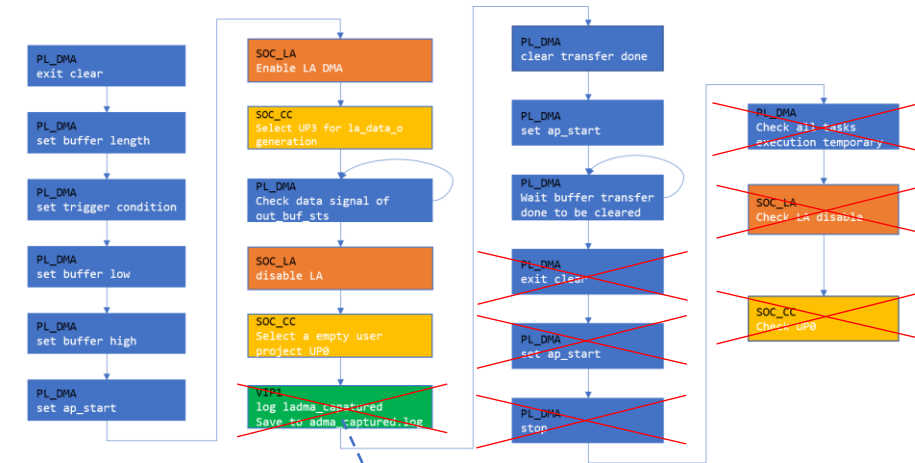 PL_DMA
exit clear
PL_DMA
set buffer length
PL_DMA
set trigger condition
PL_DMA
set buffer low
PL_DMA
set buffer high
PL_DMA
set ap_start
SOC_LA
Enable LA DMA
SOC_CC
Select UP3 for la_data_o
generation
PL_DMA
Check data signal of
out_buf_sts
SOC_LA
disable LA
SOC_CC
Select a empty user
project UP0
VIP1
log ladma_capatured
Save to adma_captured.log
PL_DMA
clear transfer done
PL_DMA
set ap_start
PL_DMA
Wait buffer transfer
done to be cleared
PL_DMA
exit clear
PL_DMA
set ap_start
PL_DMA
stop
PL_DMA
Check all tasks
execution temporary
SOC_LA
Check LA disable
SOC_CC
Check UP0